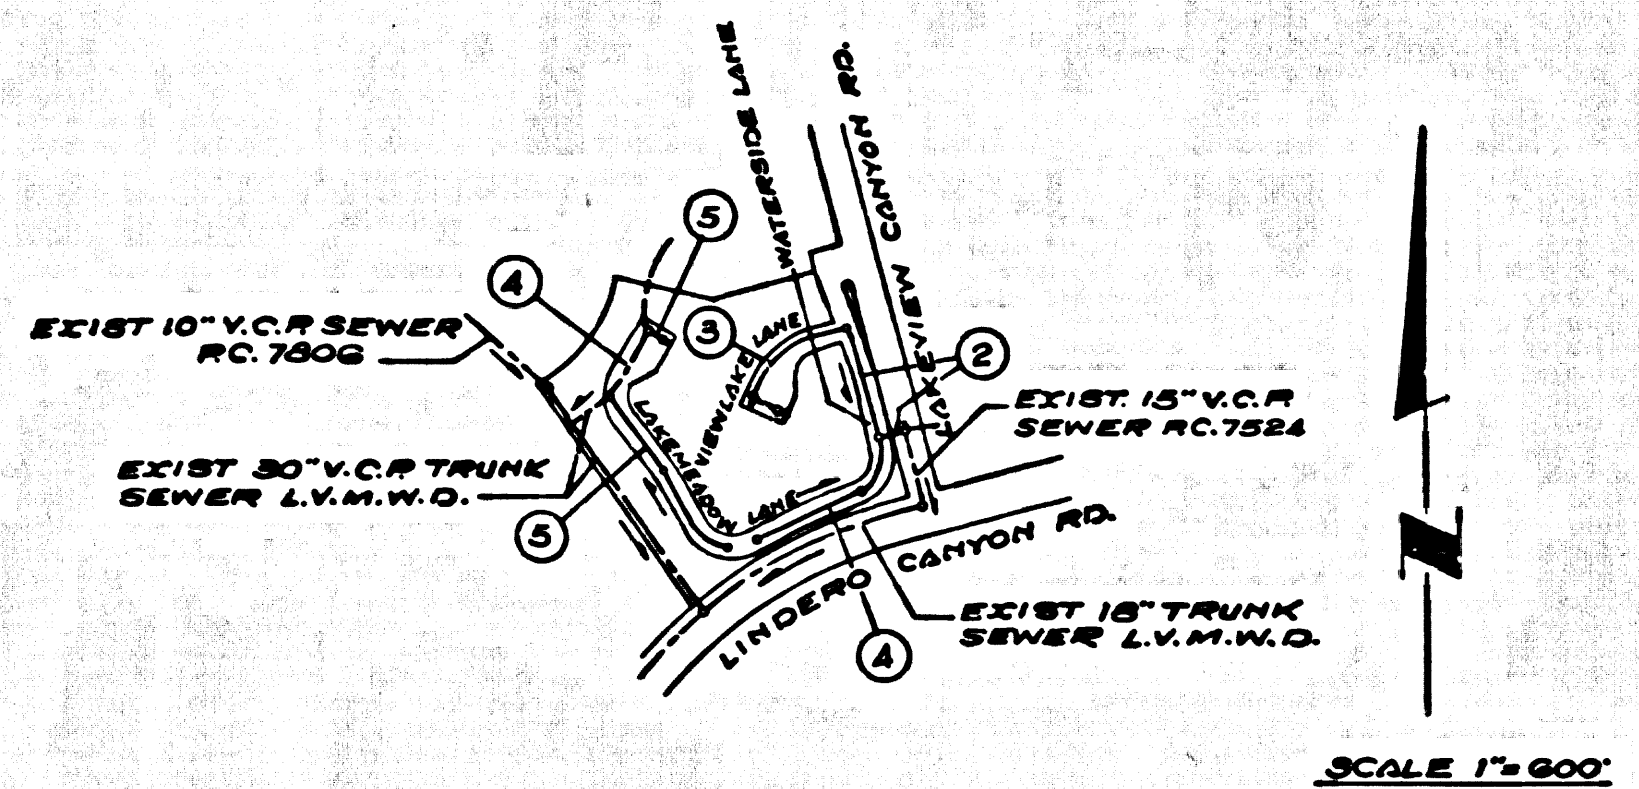 WATERSIDE LANE
LAKEVIEW CANYON RD.
5
4
EXIST 10" V.C.P. SEWER
P.C. 7806
3
VIEWLAKE LANE
2
EXIST. 15" V.C.P.
SEWER P.C. 7524
LAKEMEADOW LANE
EXIST 30" V.C.P. TRUNK
SEWER L.V.M.W.D.
5
LINDERO CANYON RD.
EXIST 18" TRUNK
SEWER L.V.M.W.D.
4
N
SCALE 1"= 600'